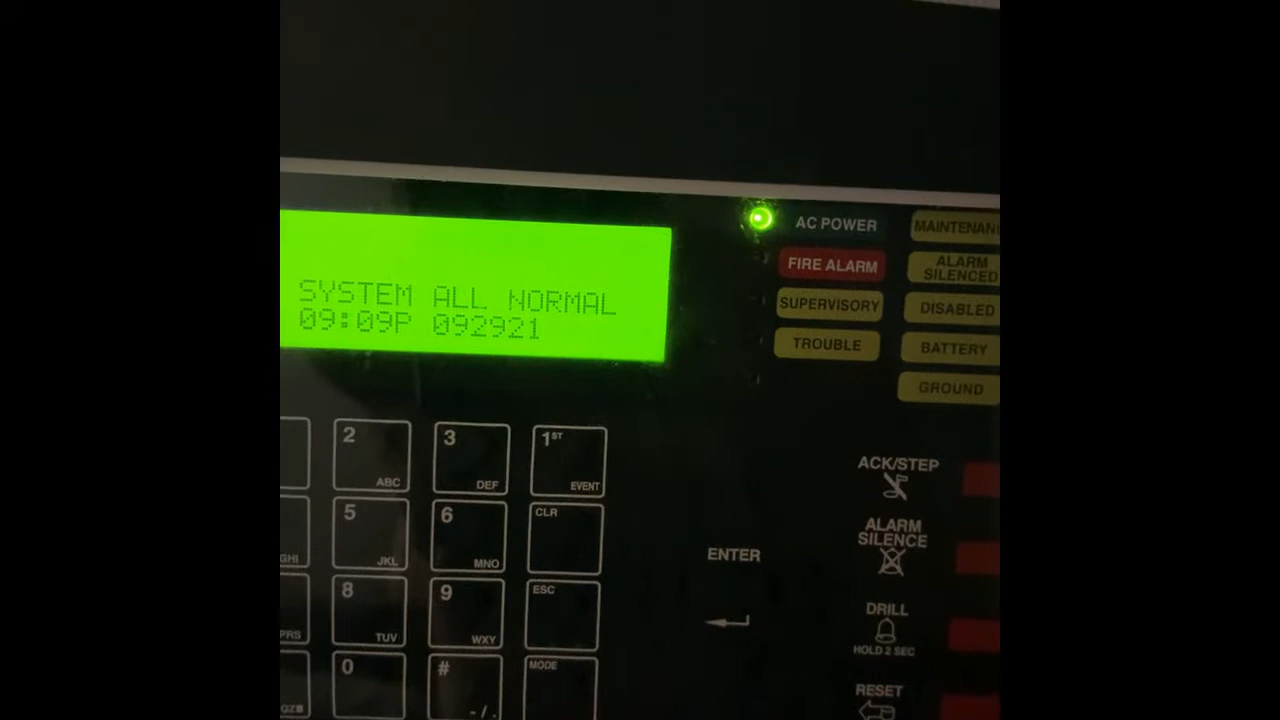 SYSTEM ALL NORMAL
09:09P 092921
AC POWER
FIRE ALARM
SUPERVISORY
TROUBLE
MAINTENAN
ALARM
SILENCED
DISABLED
BATTERY
GROUND
2 ABC
3 DEF
1ST EVENT
GHI
5 JKL
6 MNO
CLR
PRS
8 TUV
9 WXY
ESC
QZ
0
# - / .
MODE
ENTER
ACK/STEP
ALARM
SILENCE
DRILL
HOLD 2 SEC
RESET